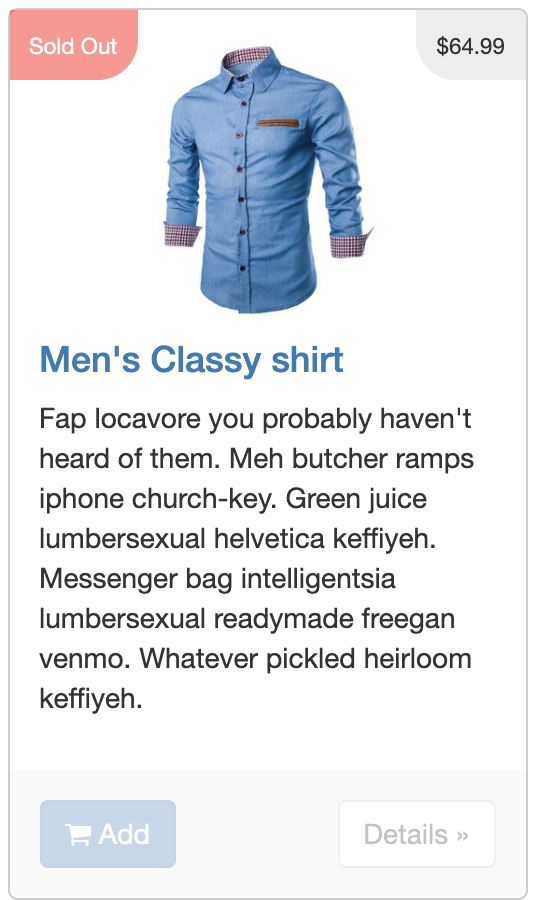 Sold Out
$64.99
Men's Classy shirt
Fap locavore you probably haven't
heard of them. Meh butcher ramps
iphone church-key. Green juice
lumbersexual helvetica keffiyeh.
Messenger bag intelligentsia
lumbersexual readymade freegan
venmo. Whatever pickled heirloom
keffiyeh.
Add
Details »